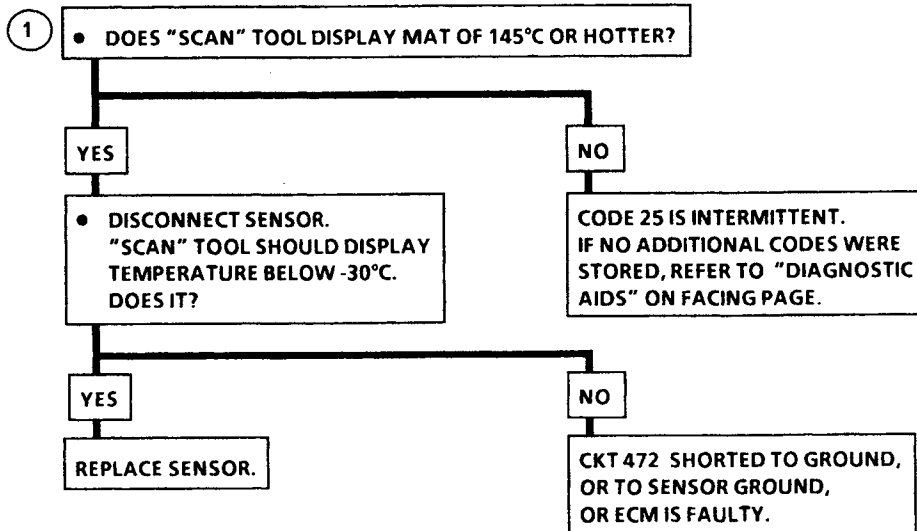 1
• DOES "SCAN" TOOL DISPLAY MAT OF 145°C OR HOTTER?
YES
NO
• DISCONNECT SENSOR.
"SCAN" TOOL SHOULD DISPLAY
TEMPERATURE BELOW -30°C.
DOES IT?
CODE 25 IS INTERMITTENT.
IF NO ADDITIONAL CODES WERE
STORED, REFER TO "DIAGNOSTIC
AIDS" ON FACING PAGE.
YES
NO
REPLACE SENSOR.
CKT 472 SHORTED TO GROUND,
OR TO SENSOR GROUND,
OR ECM IS FAULTY.